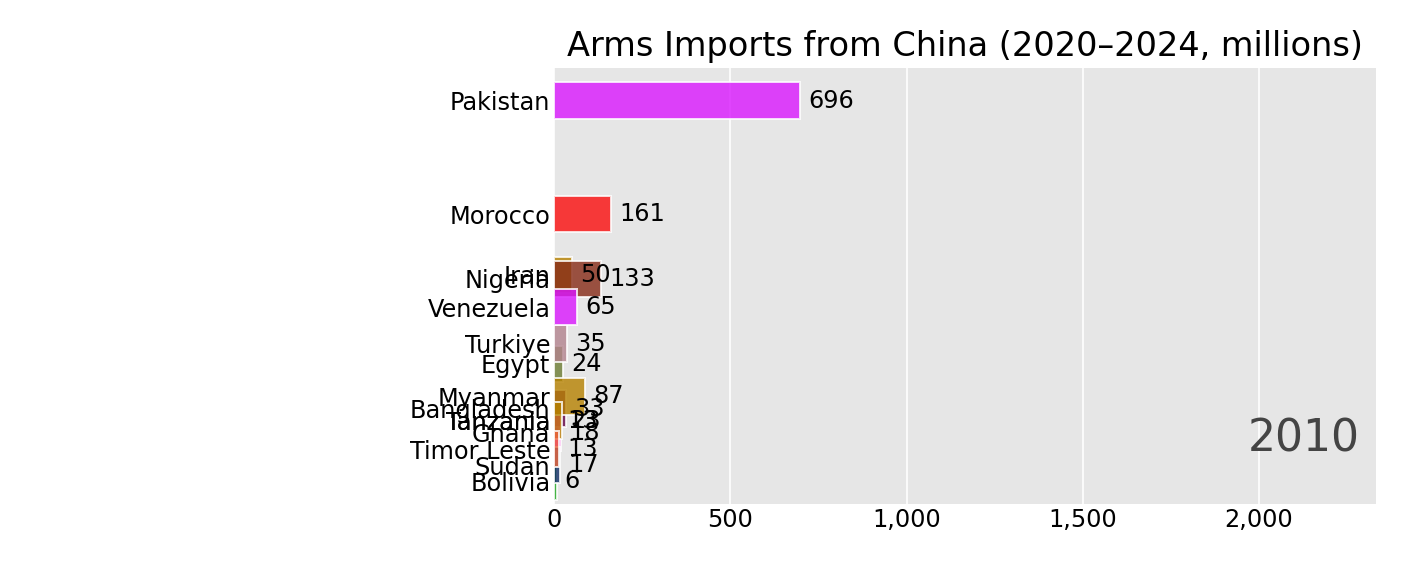 Arms Imports from China (2020–2024, millions)
Pakistan 696
Morocco 161
Iran 50
Nigeria 133
Venezuela 65
Turkiye 35
Egypt 24
Myanmar 87
Bangladesh 33
Tanzania 23
Ghana 18
Timor Leste 13
Sudan 17
Bolivia 6
2010
0 500 1,000 1,500 2,000